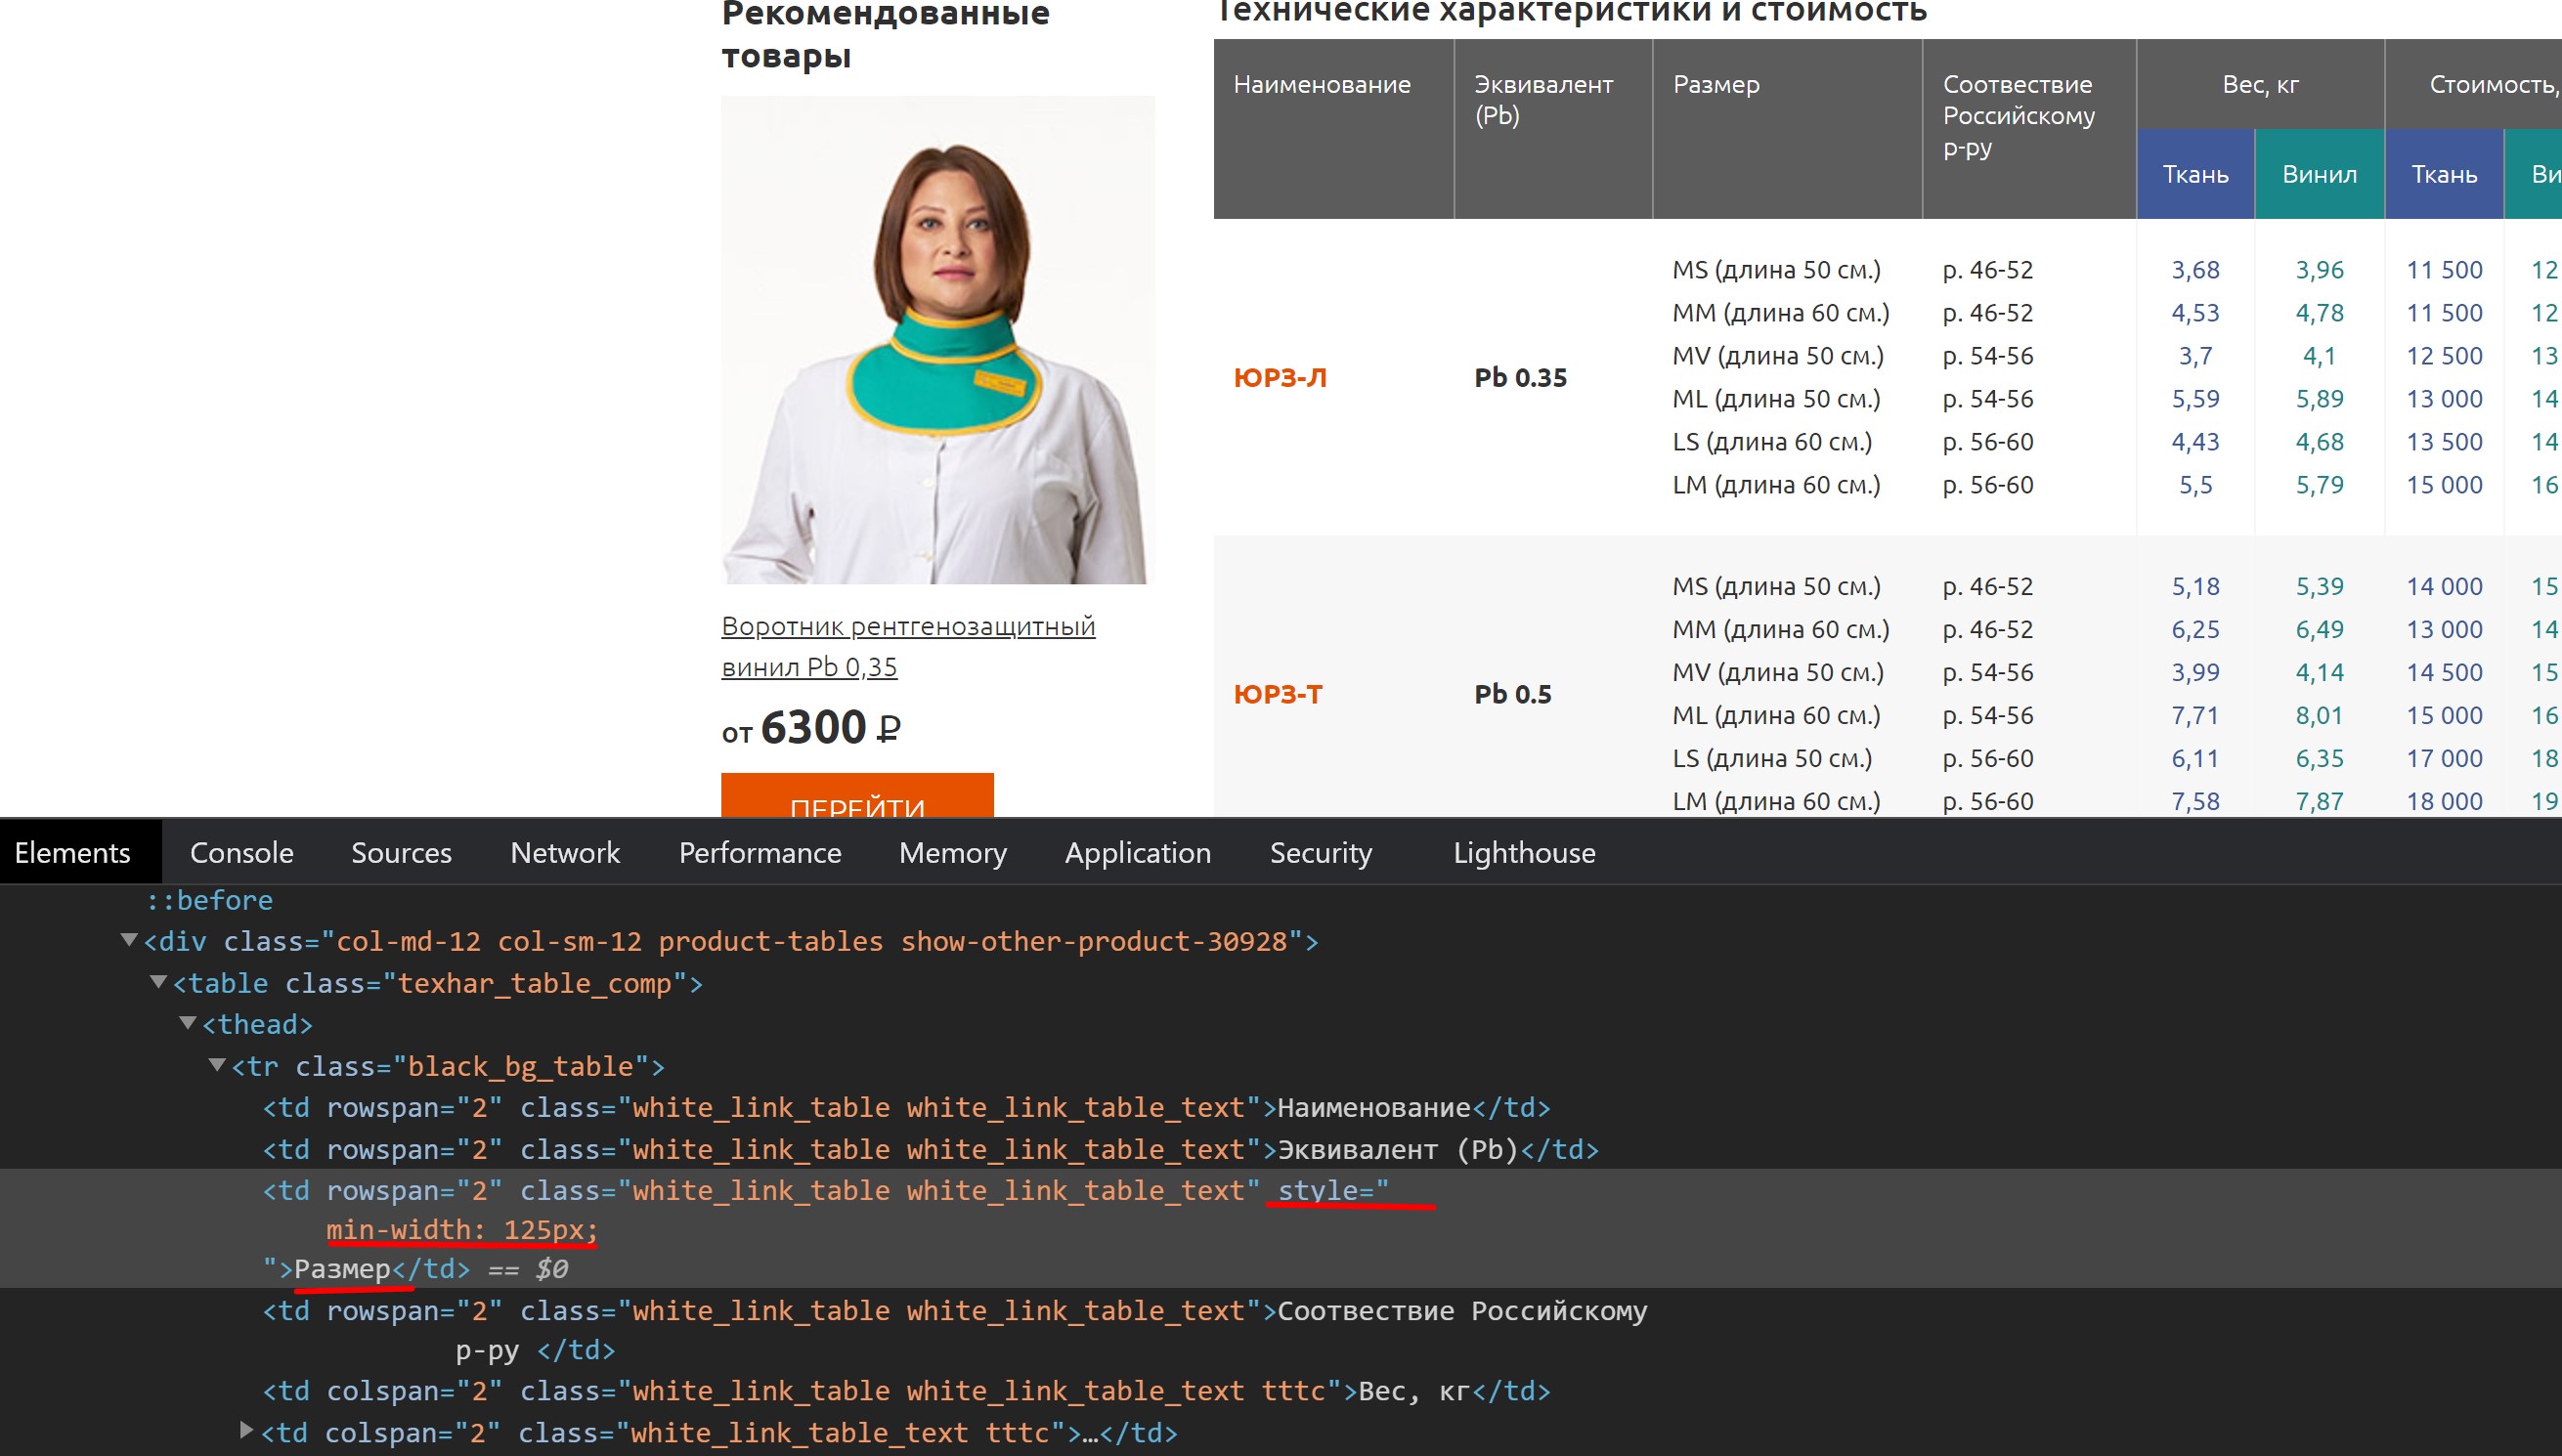 Рекомендованные
товары
Воротник рентгенозащитный
винил Pb 0,35
от 6300 ₽
ПЕРЕЙТИ
Технические характеристики и стоимость
Наименование Эквивалент (Pb) Размер Соотвествие Российскому р-ру Вес, кг Стоимость,
Ткань Винил Ткань Ви
ЮРЗ-Л Pb 0.35
MS (длина 50 см.) р. 46-52 3,68 3,96 11 500 12
MM (длина 60 см.) р. 46-52 4,53 4,78 11 500 12
MV (длина 50 см.) р. 54-56 3,7 4,1 12 500 13
ML (длина 50 см.) р. 54-56 5,59 5,89 13 000 14
LS (длина 60 см.) р. 56-60 4,43 4,68 13 500 14
LM (длина 60 см.) р. 56-60 5,5 5,79 15 000 16
ЮРЗ-Т Pb 0.5
MS (длина 50 см.) р. 46-52 5,18 5,39 14 000 15
MM (длина 60 см.) р. 46-52 6,25 6,49 13 000 14
MV (длина 50 см.) р. 54-56 3,99 4,14 14 500 15
ML (длина 60 см.) р. 54-56 7,71 8,01 15 000 16
LS (длина 50 см.) р. 56-60 6,11 6,35 17 000 18
LM (длина 60 см.) р. 56-60 7,58 7,87 18 000 19
Elements Console Sources Network Performance Memory Application Security Lighthouse
::before
<div class="col-md-12 col-sm-12 product-tables show-other-product-30928">
<table class="texhar_table_comp">
<thead>
<tr class="black_bg_table">
<td rowspan="2" class="white_link_table white_link_table_text">Наименование</td>
<td rowspan="2" class="white_link_table white_link_table_text">Эквивалент (Pb)</td>
<td rowspan="2" class="white_link_table white_link_table_text" style="
min-width: 125px;
">Размер</td> == $0
<td rowspan="2" class="white_link_table white_link_table_text">Соотвествие Российскому
р-ру </td>
<td colspan="2" class="white_link_table white_link_table_text tttc">Вес, кг</td>
<td colspan="2" class="white_link_table_text tttc">…</td>